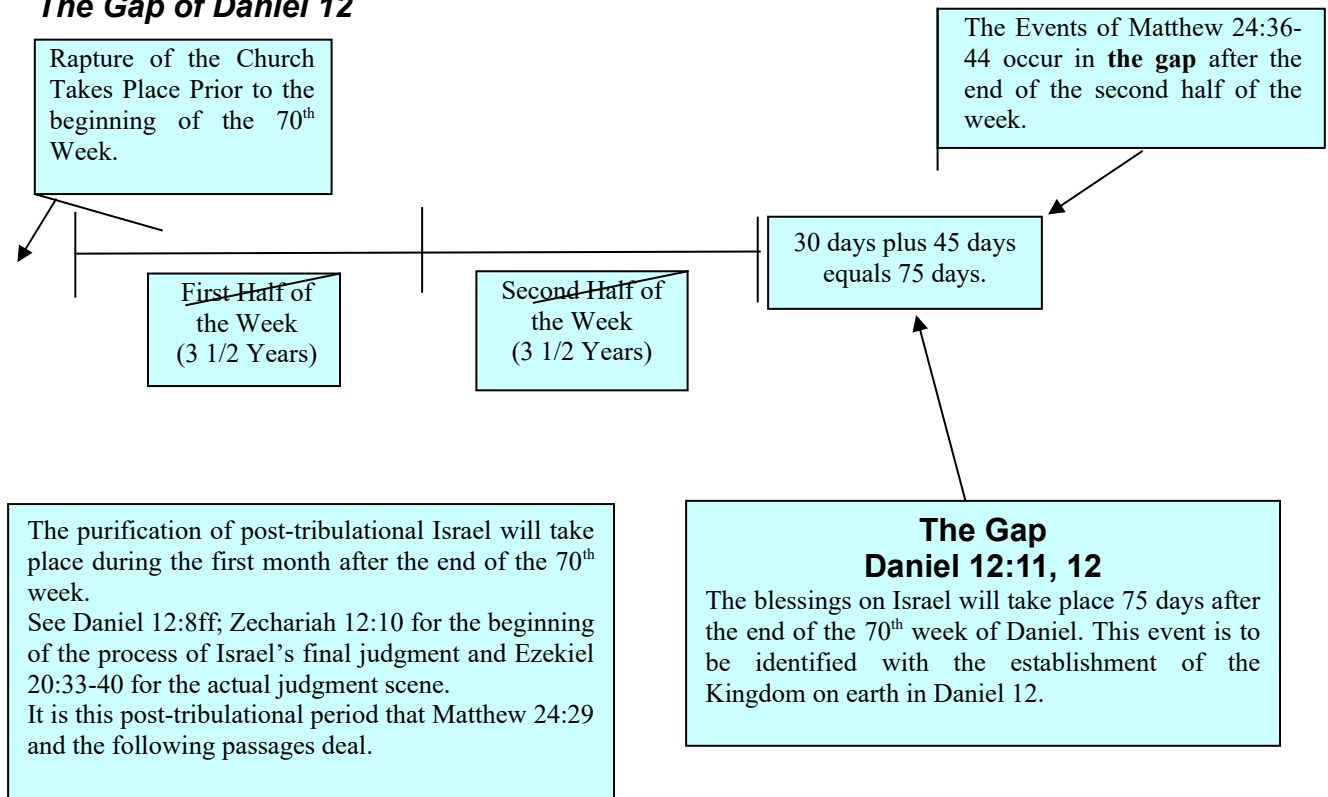 The Gap of Daniel 12
Rapture of the Church
Takes Place Prior to the
beginning of the 70th
Week.
The Events of Matthew 24:36-
44 occur in the gap after the
end of the second half of the
week.
First Half of
the Week
(3 1/2 Years)
Second Half of
the Week
(3 1/2 Years)
30 days plus 45 days
equals 75 days.
The purification of post-tribulational Israel will take
place during the first month after the end of the 70th
week.
See Daniel 12:8ff; Zechariah 12:10 for the beginning
of the process of Israel’s final judgment and Ezekiel
20:33-40 for the actual judgment scene.
It is this post-tribulational period that Matthew 24:29
and the following passages deal.
The Gap
Daniel 12:11, 12
The blessings on Israel will take place 75 days after
the end of the 70th week of Daniel. This event is to
be identified with the establishment of the
Kingdom on earth in Daniel 12.